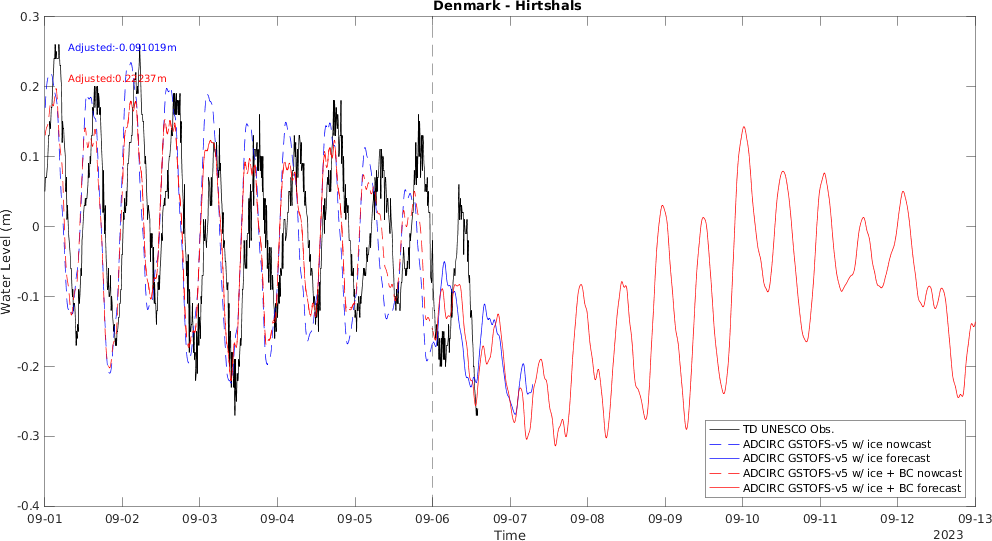 Denmark - Hirtshals
Adjusted:-0.091019m
Adjusted:0.22237m
0.3
0.2
0.1
0
-0.1
-0.2
-0.3
-0.4
Water Level (m)
TD UNESCO Obs.
ADCIRC GSTOFS-v5 w/ ice nowcast
ADCIRC GSTOFS-v5 w/ ice forecast
ADCIRC GSTOFS-v5 w/ ice + BC nowcast
ADCIRC GSTOFS-v5 w/ ice + BC forecast
09-01 09-02 09-03 09-04 09-05 09-06 09-07 09-08 09-09 09-10 09-11 09-12 09-13
Time
2023